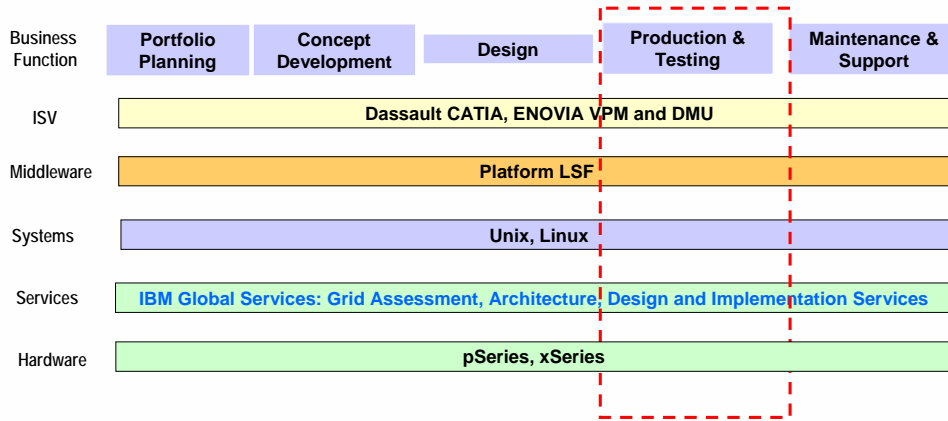 Business
Function
Portfolio
Planning
Concept
Development
Design
Production &
Testing
Maintenance &
Support
ISV
Dassault CATIA, ENOVIA VPM and DMU
Middleware
Platform LSF
Systems
Unix, Linux
Services
IBM Global Services: Grid Assessment, Architecture, Design and Implementation Services
Hardware
pSeries, xSeries